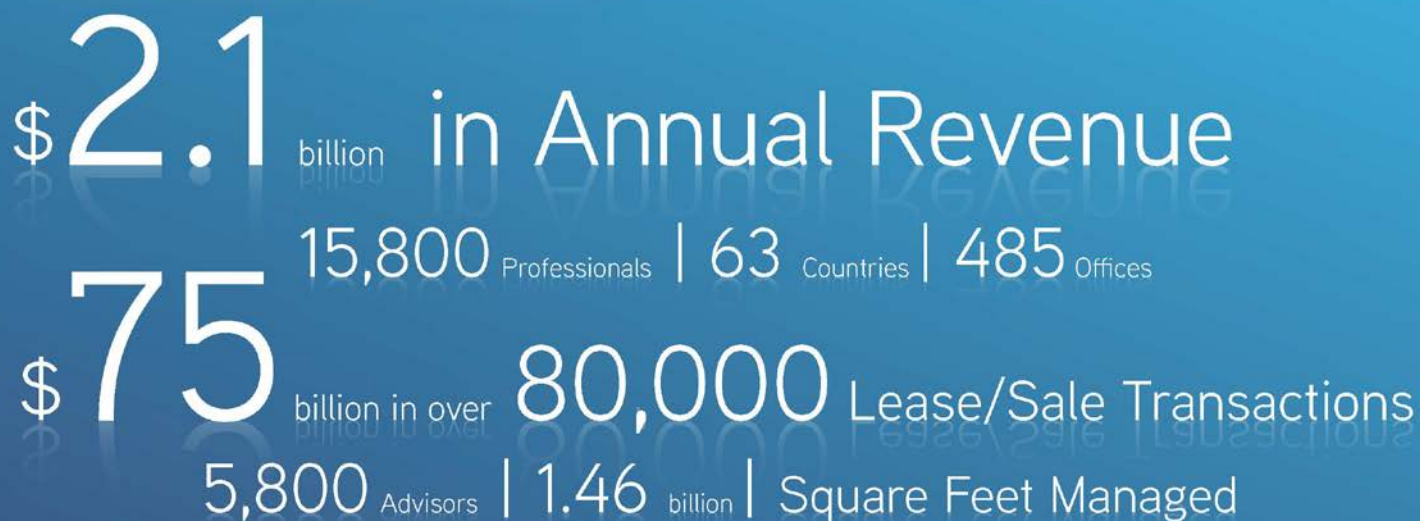 $2.1 billion in Annual Revenue
15,800 Professionals | 63 Countries | 485 Offices
$75 billion in over 80,000 Lease/Sale Transactions
5,800 Advisors | 1.46 billion | Square Feet Managed